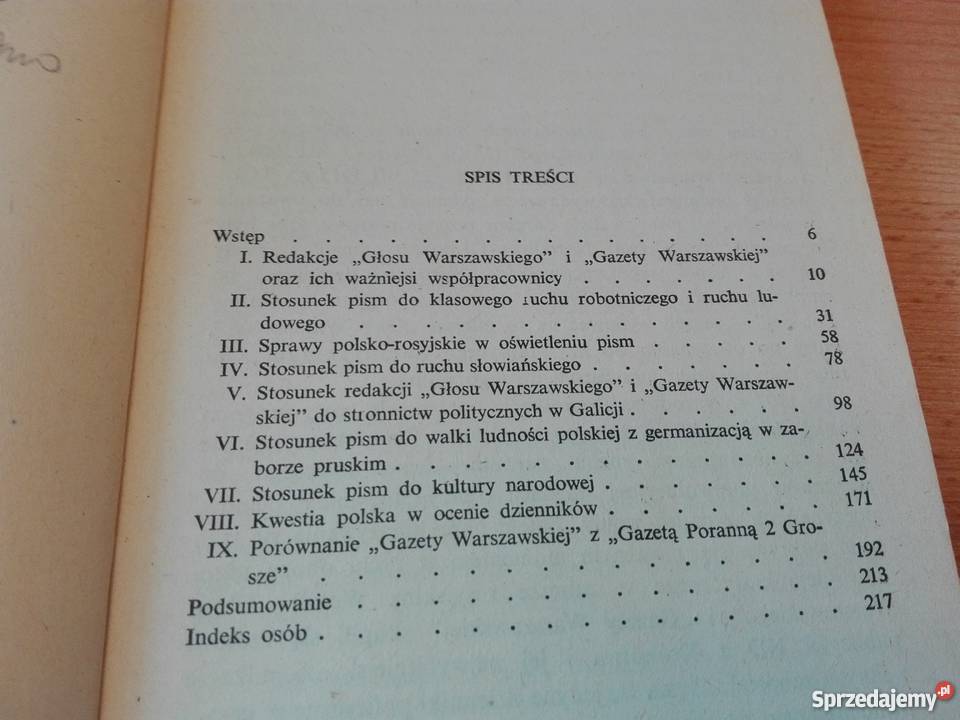 SPIS TREŚCI
Wstęp . . . . . . . . . . . . . . . . . 6
I. Redakcje „Głosu Warszawskiego” i „Gazety Warszawskiej”
oraz ich ważniejsi współpracownicy . . . . . . . 10
II. Stosunek pism do klasowego ruchu robotniczego i ruchu lu-
dowego . . . . . . . . . . . . . . 31
III. Sprawy polsko-rosyjskie w oświetleniu pism . . . . . 58
IV. Stosunek pism do ruchu słowiańskiego . . . . . . . 78
V. Stosunek redakcji „Głosu Warszawskiego” i „Gazety Warszaw-
skiej” do stronnictw politycznych w Galicji . . . . . . 98
VI. Stosunek pism do walki ludności polskiej z germanizacją w za-
borze pruskim . . . . . . . . . . . . . 124
VII. Stosunek pism do kultury narodowej . . . . . . . 145
VIII. Kwestia polska w ocenie dzienników . . . . . . . 171
IX. Porównanie „Gazety Warszawskiej” z „Gazetą Poranną 2 Gro-
sze” . . . . . . . . . . . . . . . 192
Podsumowanie . . . . . . . . . . . . . . 213
Indeks osób . . . . . . . . . . . . . . . 217
Sprzedajemy.pl